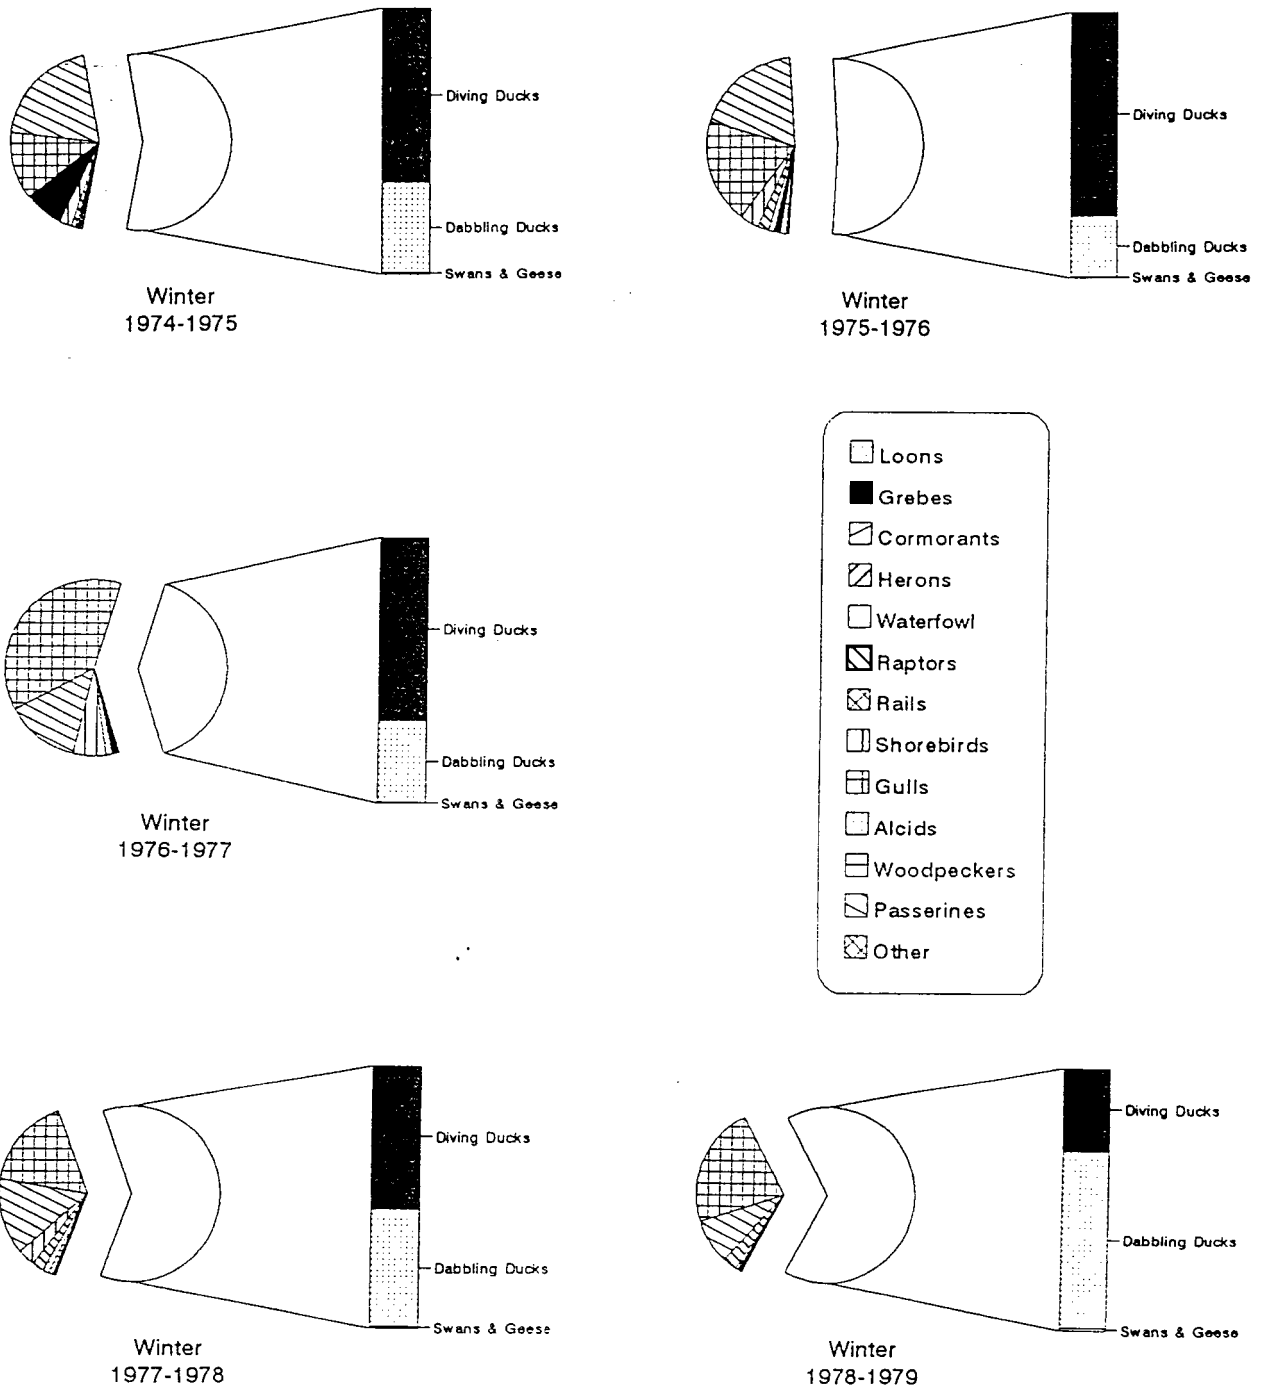 Diving Ducks
Dabbling Ducks
Swans & Geese
Winter
1974-1975
Diving Ducks
Dabbling Ducks
Swans & Geese
Winter
1975-1976
Loons
Grebes
Cormorants
Herons
Waterfowl
Raptors
Rails
Shorebirds
Gulls
Alcids
Woodpeckers
Passerines
Other
Diving Ducks
Dabbling Ducks
Swans & Geese
Winter
1976-1977
Diving Ducks
Dabbling Ducks
Swans & Geese
Winter
1977-1978
Diving Ducks
Dabbling Ducks
Swans & Geese
Winter
1978-1979